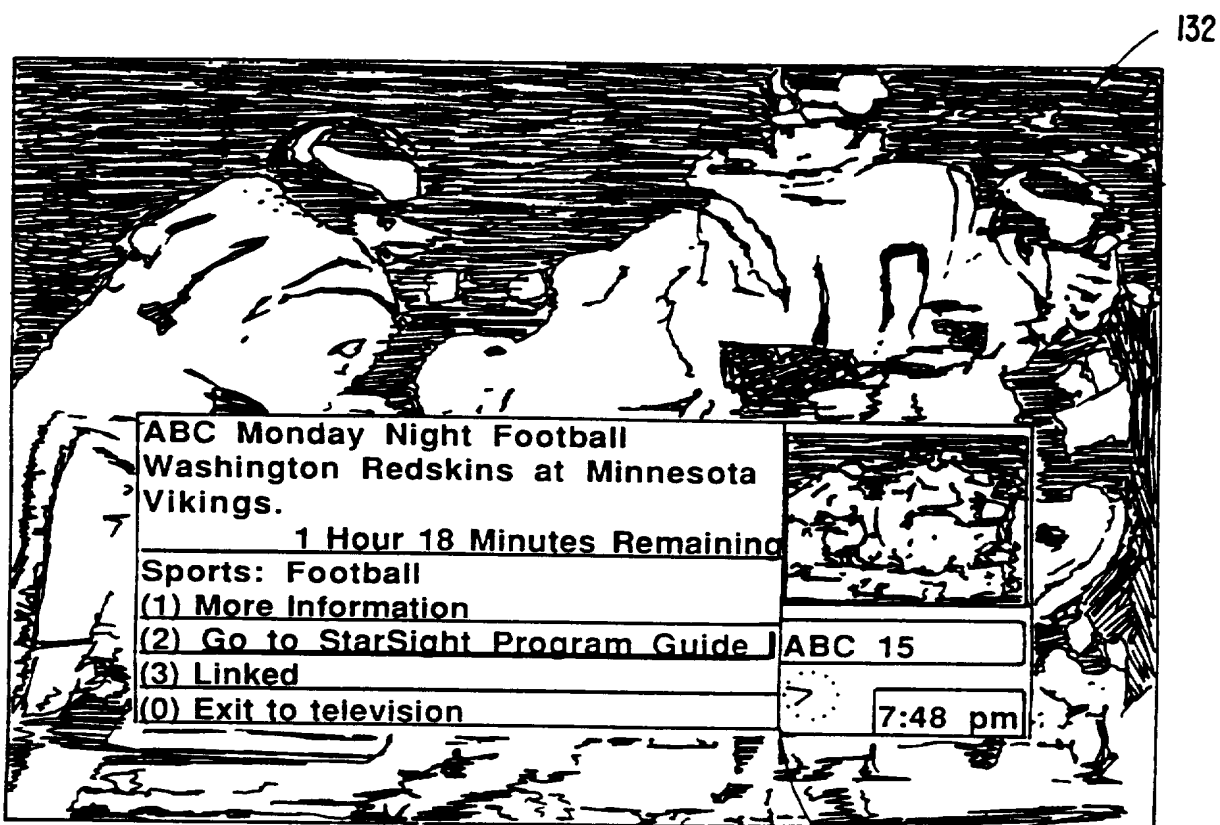 132
ABC Monday Night Football
Washington Redskins at Minnesota
Vikings.
1 Hour 18 Minutes Remaining
Sports: Football
(1) More Information
(2) Go to StarSight Program Guide
ABC 15
(3) Linked
(0) Exit to television
7:48 pm